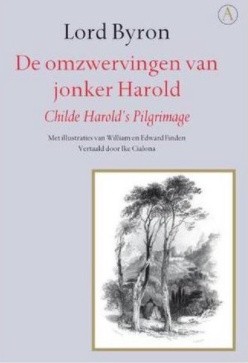 A
Lord Byron
De omzwervingen van
jonker Harold
Childe Harold's Pilgrimage
Met illustraties van William en Edward Finden
Vertaald door Ike Cialona